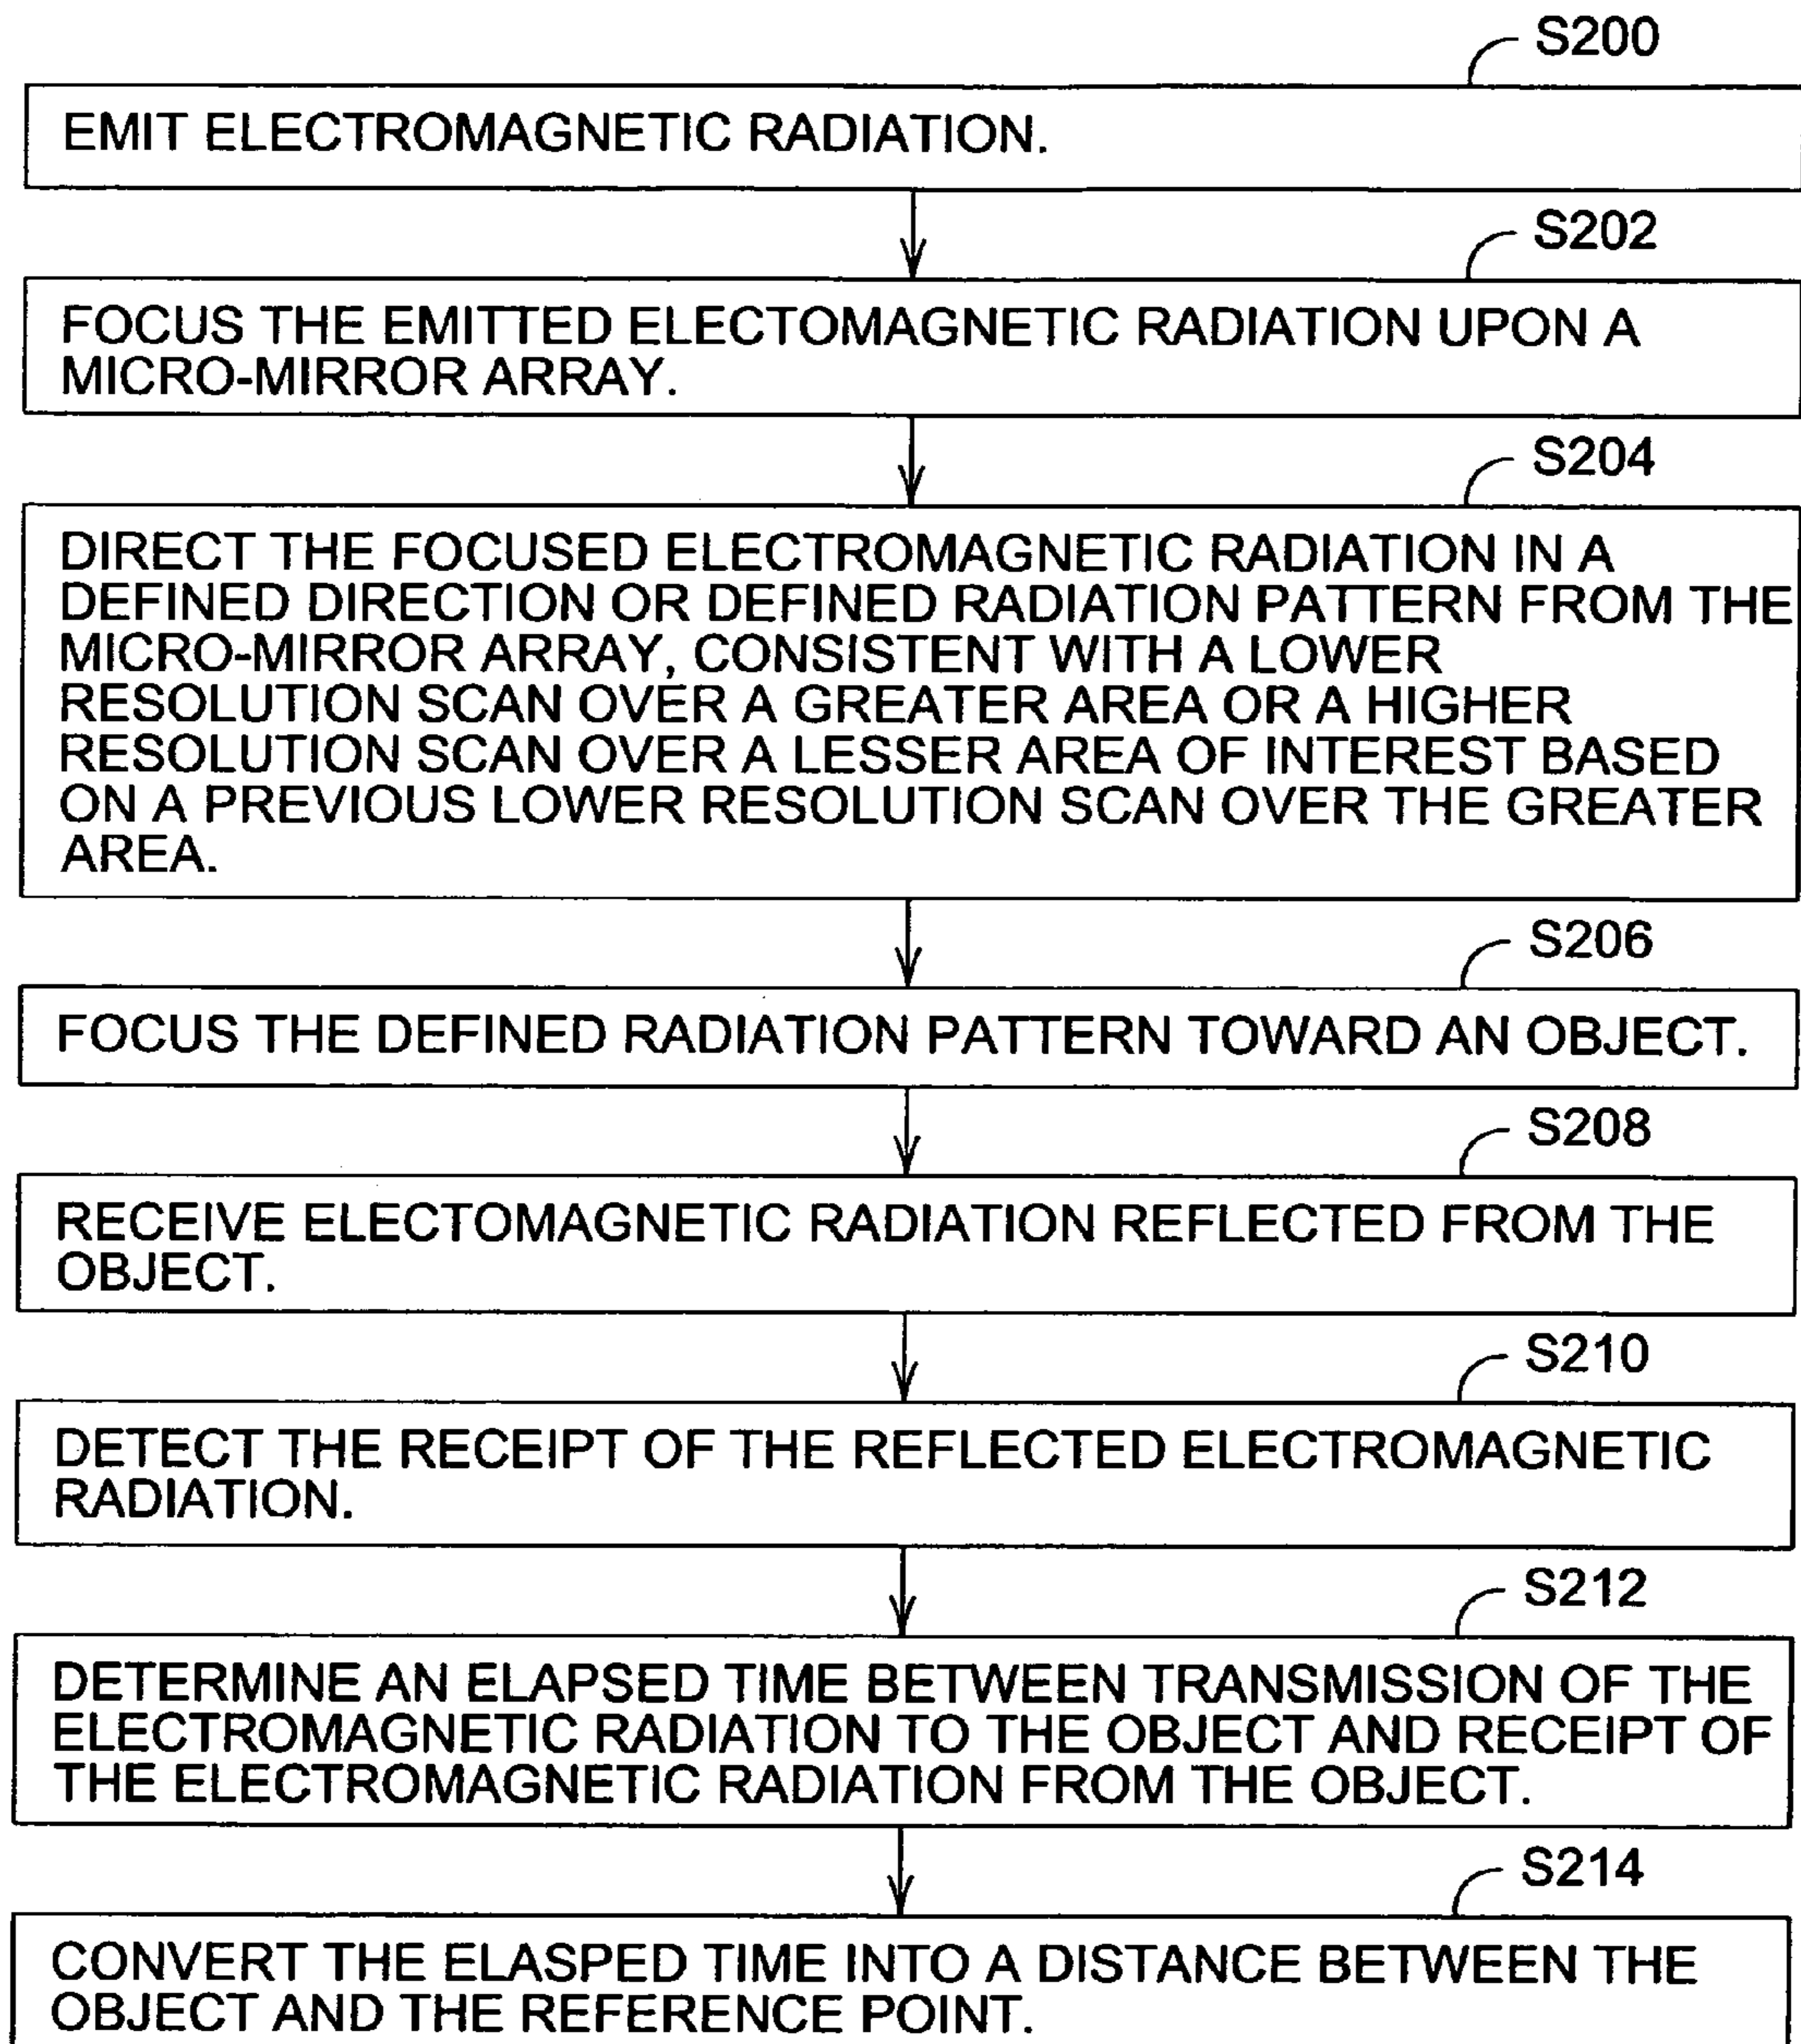 S200
EMIT ELECTROMAGNETIC RADIATION.
S202
FOCUS THE EMITTED ELECTOMAGNETIC RADIATION UPON A
MICRO-MIRROR ARRAY.
S204
DIRECT THE FOCUSED ELECTROMAGNETIC RADIATION IN A
DEFINED DIRECTION OR DEFINED RADIATION PATTERN FROM THE
MICRO-MIRROR ARRAY, CONSISTENT WITH A LOWER
RESOLUTION SCAN OVER A GREATER AREA OR A HIGHER
RESOLUTION SCAN OVER A LESSER AREA OF INTEREST BASED
ON A PREVIOUS LOWER RESOLUTION SCAN OVER THE GREATER
AREA.
S206
FOCUS THE DEFINED RADIATION PATTERN TOWARD AN OBJECT.
S208
RECEIVE ELECTOMAGNETIC RADIATION REFLECTED FROM THE
OBJECT.
S210
DETECT THE RECEIPT OF THE REFLECTED ELECTROMAGNETIC
RADIATION.
S212
DETERMINE AN ELAPSED TIME BETWEEN TRANSMISSION OF THE
ELECTROMAGNETIC RADIATION TO THE OBJECT AND RECEIPT OF
THE ELECTROMAGNETIC RADIATION FROM THE OBJECT.
S214
CONVERT THE ELASPED TIME INTO A DISTANCE BETWEEN THE
OBJECT AND THE REFERENCE POINT.